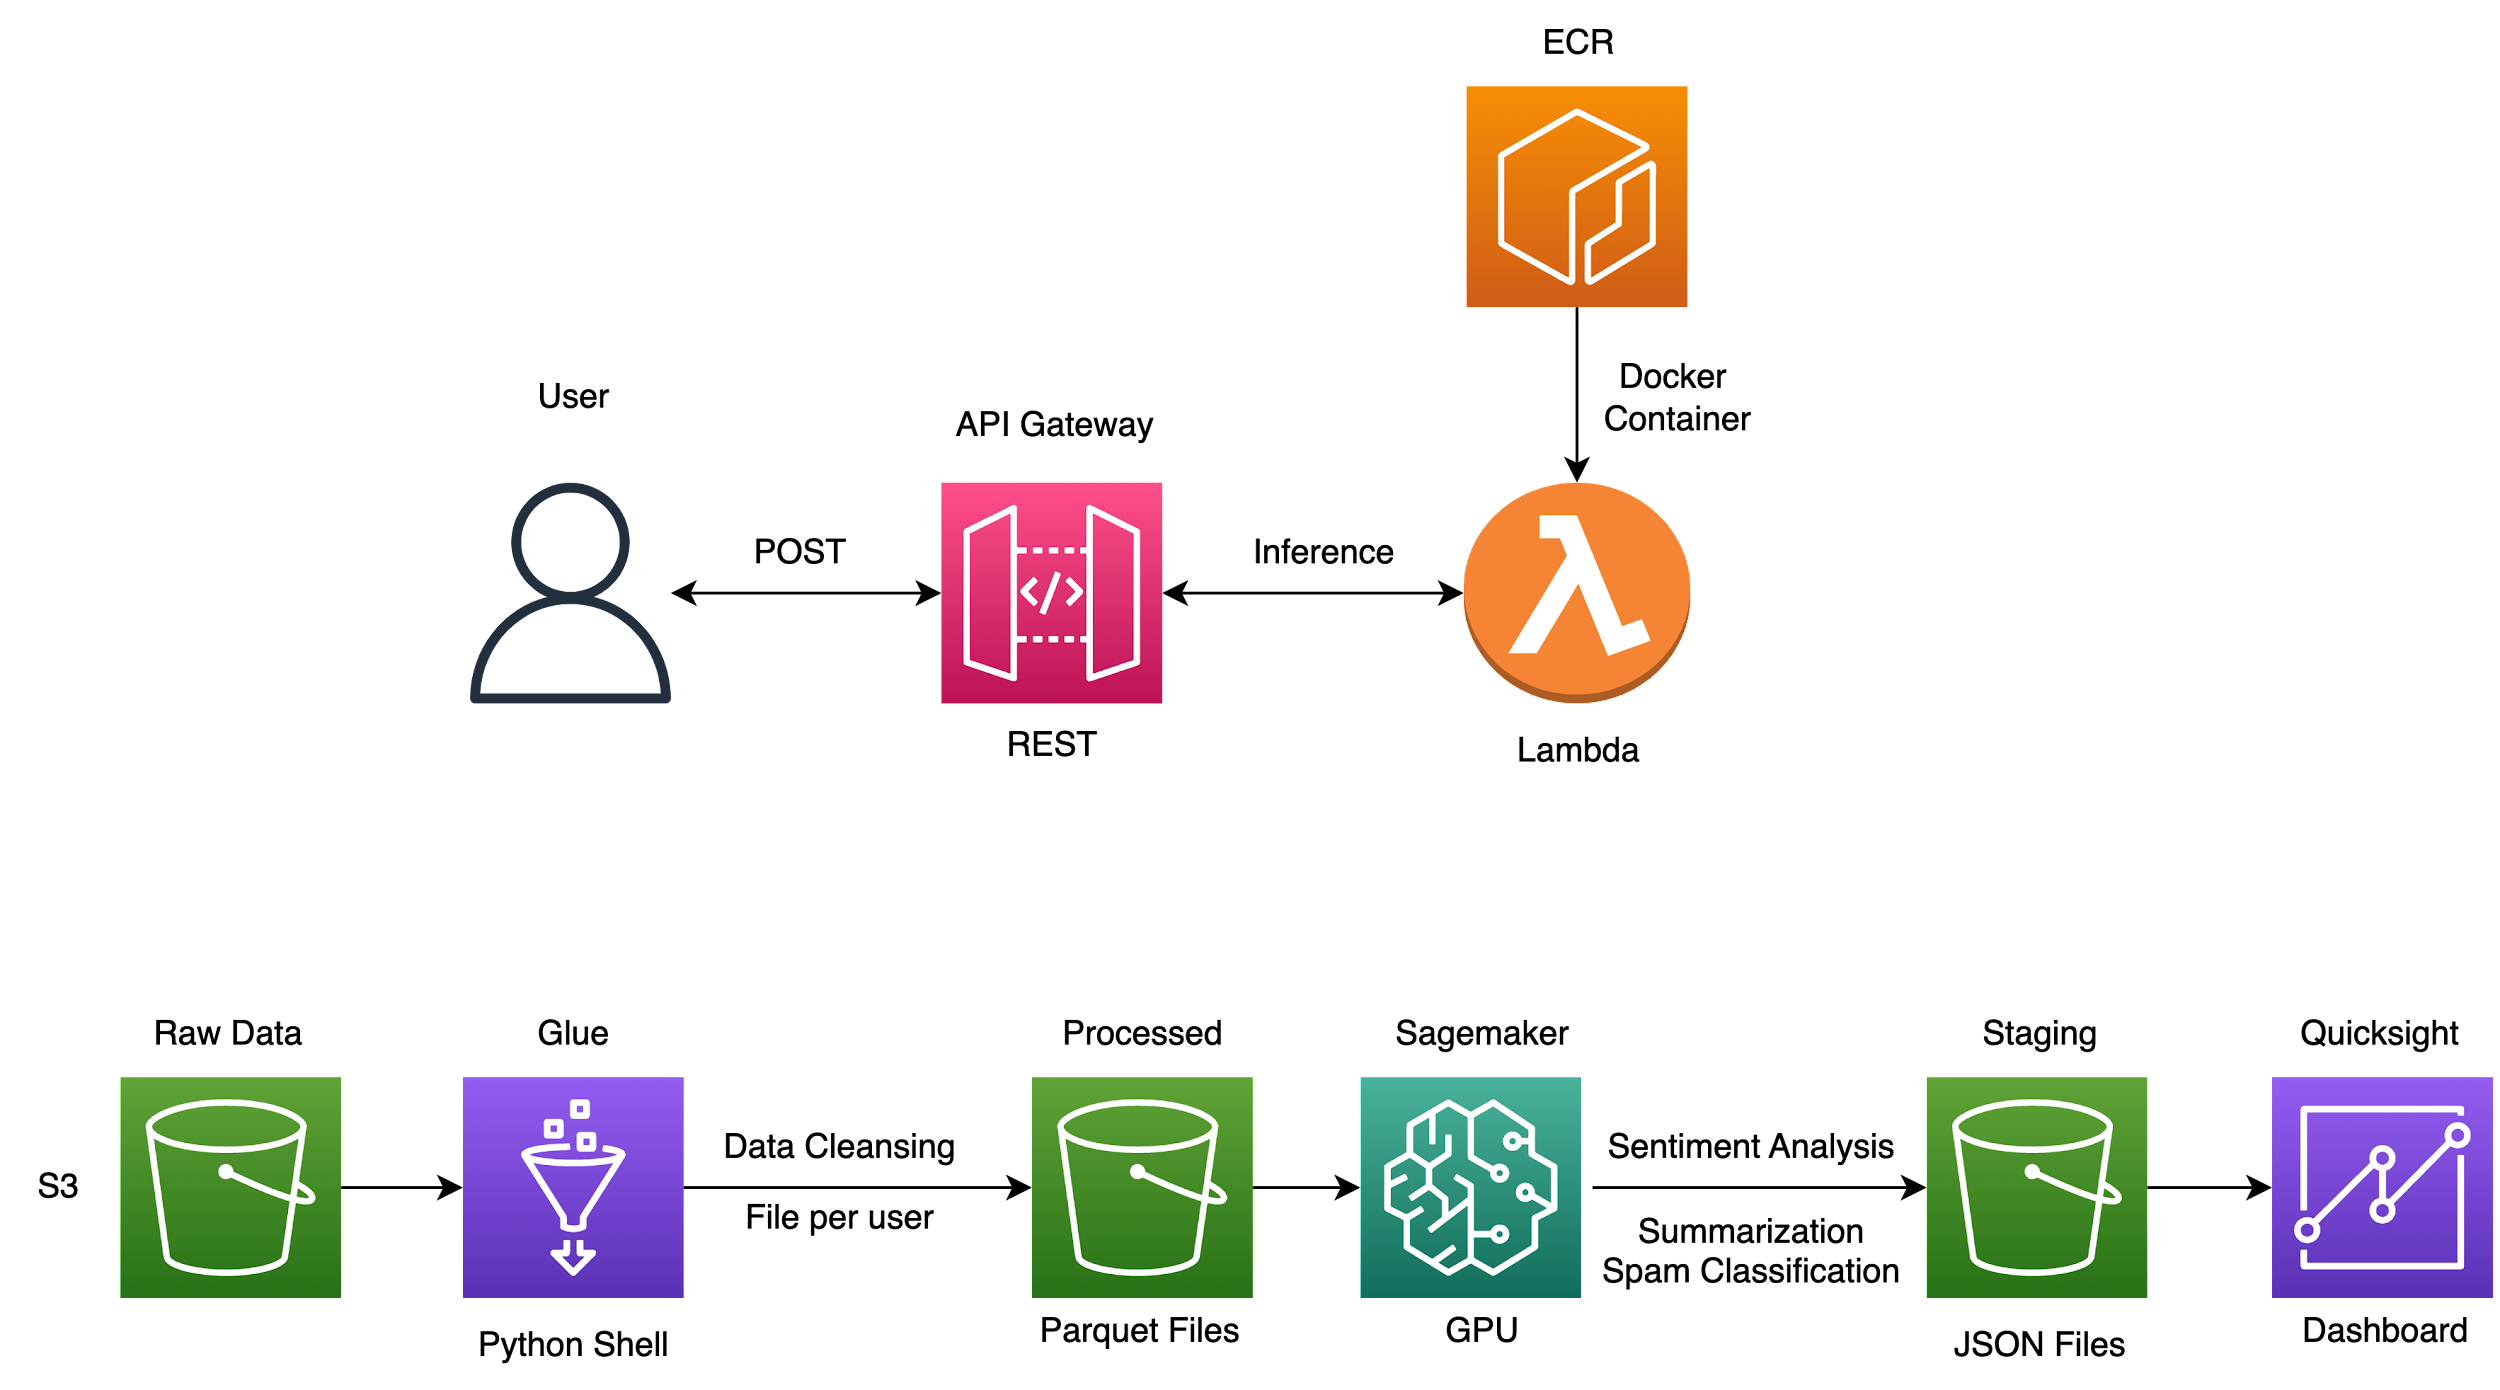 ECR
Docker
Container
User
API Gateway
POST
Inference
REST
Lambda
Raw Data
Glue
Processed
Sagemaker
Staging
Quicksight
S3
Data Cleansing
File per user
Sentiment Analysis
Summarization
Spam Classification
Python Shell
Parquet Files
GPU
JSON Files
Dashboard